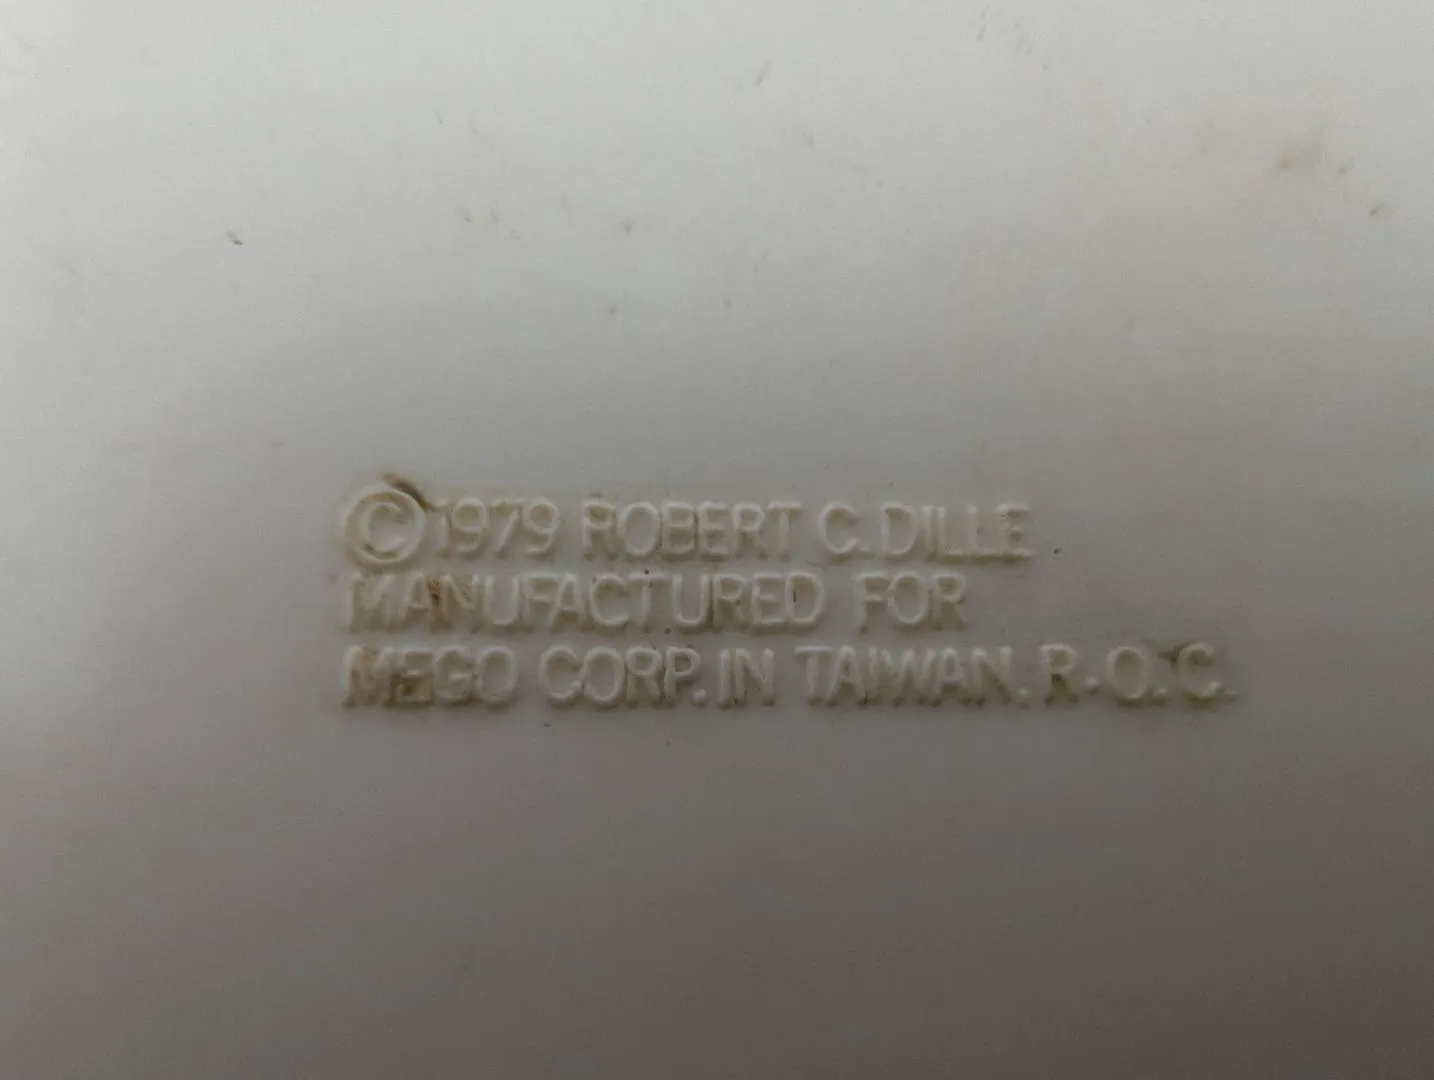 ©1979 ROBERT C. DILLE
MANUFACTURED FOR
MEGO CORP. IN TAIWAN. R.O.C.